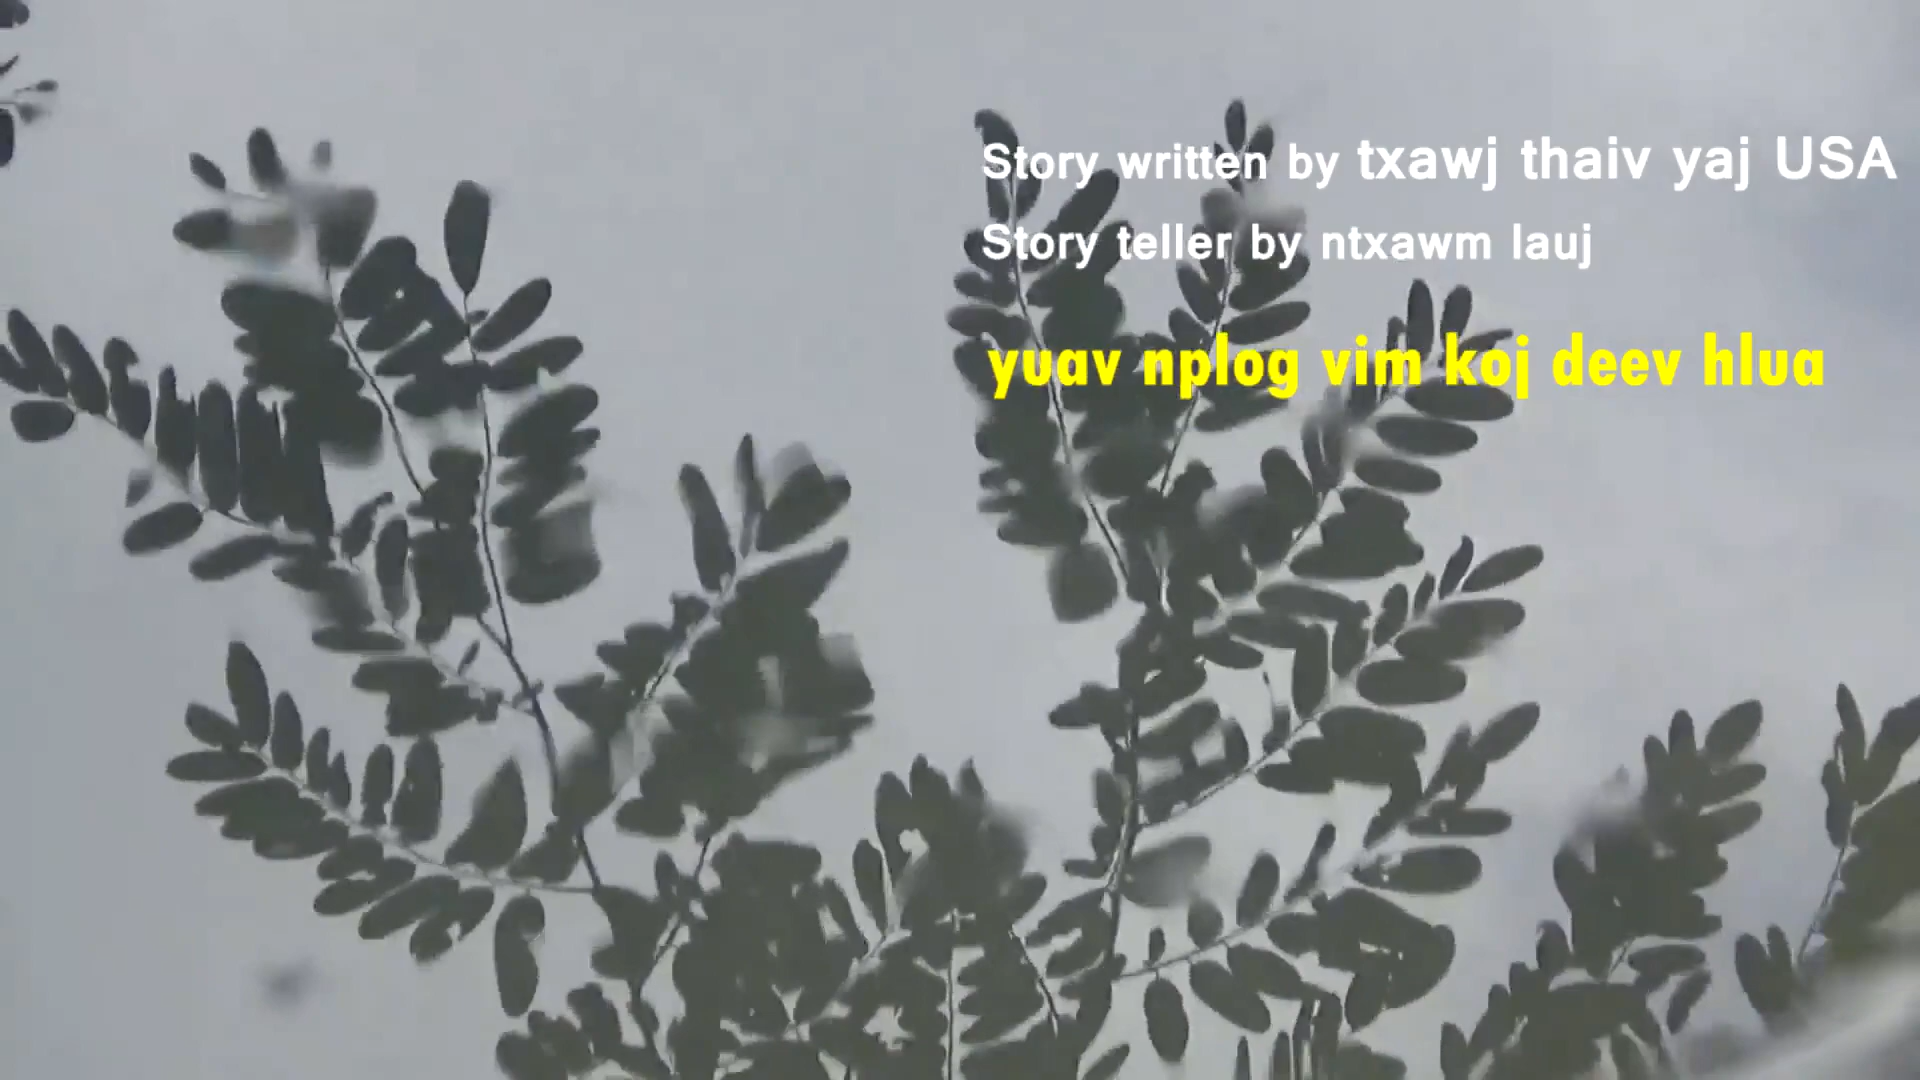 Story written by txawj thaiv yaj USA
Story teller by ntxawm lauj
yuav nplog vim koj deev hlua